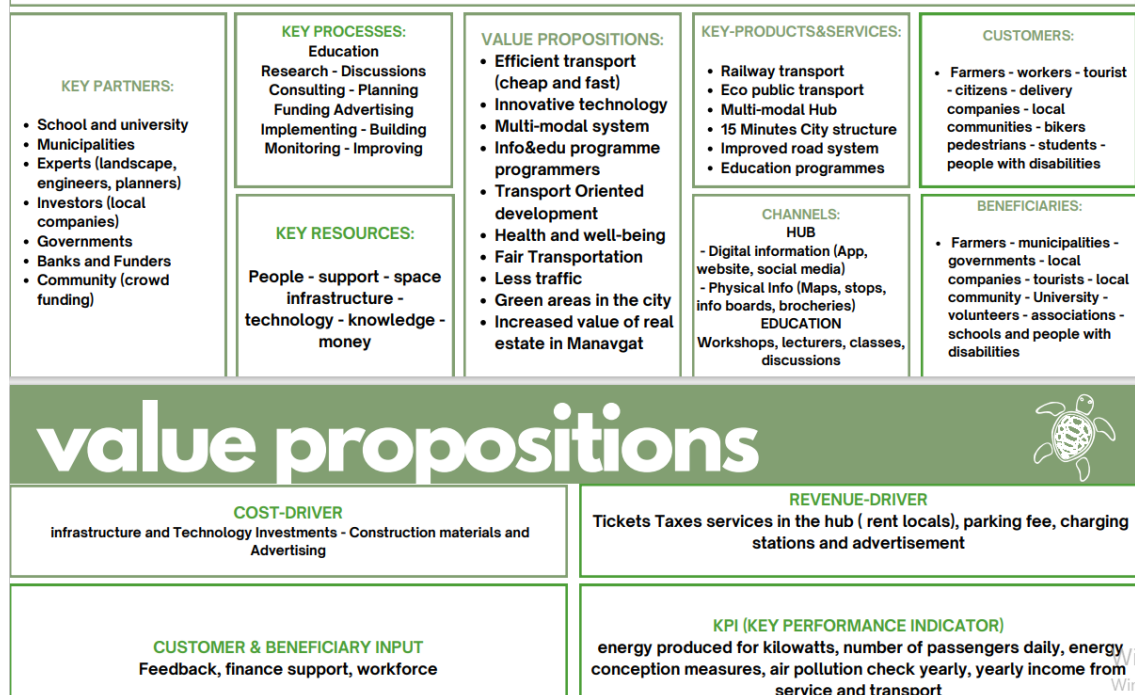 KEY PARTNERS:
• School and university
• Municipalities
• Experts (landscape,
engineers, planners)
• Investors (local
companies)
• Governments
• Banks and Funders
• Community (crowd
funding)
KEY PROCESSES:
Education
Research - Discussions
Consulting - Planning
Funding Advertising
Implementing - Building
Monitoring - Improving
KEY RESOURCES:
People - support - space
infrastructure -
technology - knowledge -
money
VALUE PROPOSITIONS:
• Efficient transport
(cheap and fast)
• Innovative technology
• Multi-modal system
• Info&edu programme
programmers
• Transport Oriented
development
• Health and well-being
• Fair Transportation
• Less traffic
• Green areas in the city
• Increased value of real
estate in Manavgat
KEY-PRODUCTS&SERVICES:
• Railway transport
• Eco public transport
• Multi-modal Hub
• 15 Minutes City structure
• Improved road system
• Education programmes
CHANNELS:
HUB
- Digital information (App,
website, social media)
- Physical Info (Maps, stops,
info boards, brocheries)
EDUCATION
Workshops, lecturers, classes,
discussions
CUSTOMERS:
• Farmers - workers - tourist
- citizens - delivery
companies - local
communities - bikers
pedestrians - students -
people with disabilities
BENEFICIARIES:
• Farmers - municipalities -
governments - local
companies - tourists - local
community - University -
volunteers - associations -
schools and people with
disabilities
value propositions
COST-DRIVER
infrastructure and Technology Investments - Construction materials and
Advertising
REVENUE-DRIVER
Tickets Taxes services in the hub ( rent locals), parking fee, charging
stations and advertisement
CUSTOMER & BENEFICIARY INPUT
Feedback, finance support, workforce
KPI (KEY PERFORMANCE INDICATOR)
energy produced for kilowatts, number of passengers daily, energy
conception measures, air pollution check yearly, yearly income from
service and transport